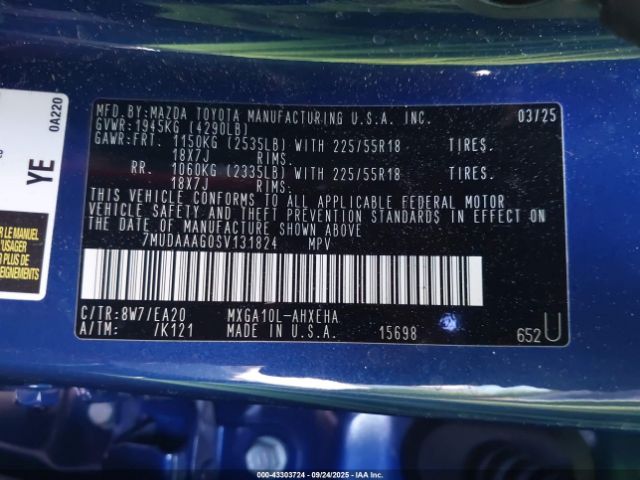 MFD.BY:MAZDA TOYOTA MANUFACTURING U.S.A. INC. 03/25
GVWR:1945KG (4290LB)
GAWR:FRT. 1150KG (2535LB) WITH 225/55R18 TIRES.
18X7J RIMS.
RR. 1060KG (2335LB) WITH 225/55R18 TIRES.
18X7J RIMS.
THIS VEHICLE CONFORMS TO ALL APPLICABLE FEDERAL MOTOR
VEHICLE SAFETY AND THEFT PREVENTION STANDARDS IN EFFECT ON
THE DATE OF MANUFACTURE SHOWN ABOVE
7MUDAAAG0SV131824 MPV
C/TR:8W7/EA20 MXGA10L-AHXEHA
A/TM: /K121 MADE IN U.S.A. 15698 652U
0A220
YE
R LE MANUEL
USAGER
R PLUS DE
EIGNEMENTS
000-43303724 - 09/24/2025 - IAA Inc.